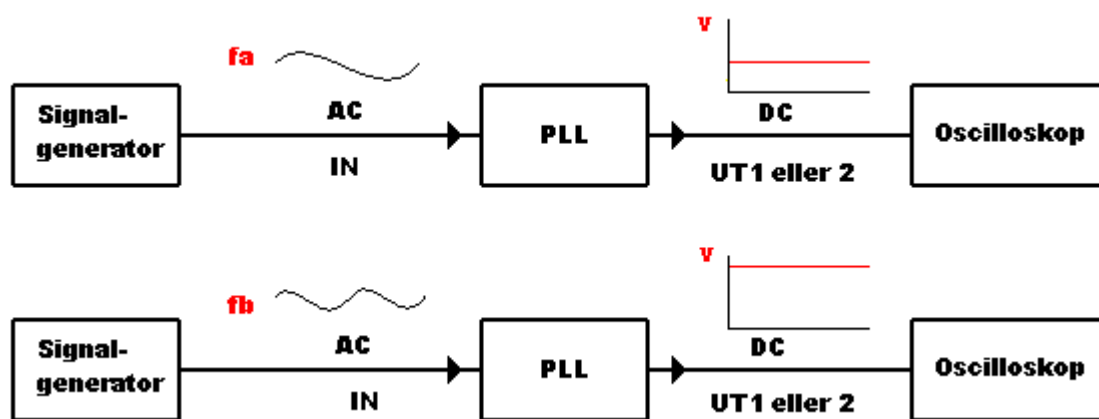 fa
V
Signal-
generator
AC
IN
PLL
DC
UT1 eller 2
Oscilloskop
fb
V
Signal-
generator
AC
IN
PLL
DC
UT1 eller 2
Oscilloskop